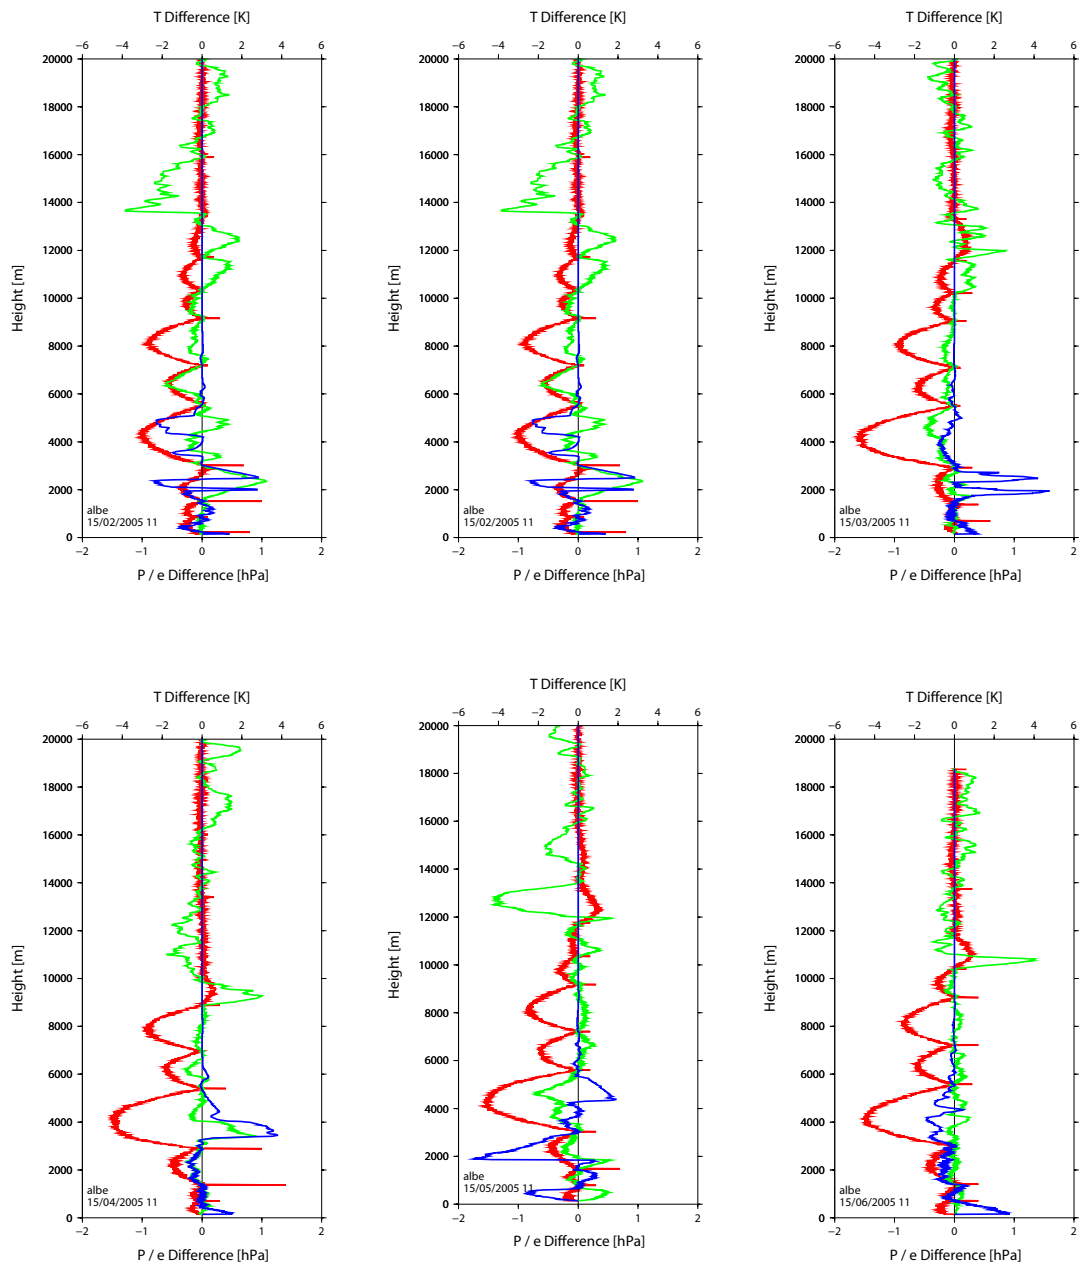 T Difference [K]
−6 −4 −2 0 2 4 6
20000
18000
16000
14000
12000
10000
8000
6000
4000
2000
0
Height [m]
albe
15/02/2005 11
−2 −1 0 1 2
P / e Difference [hPa]
T Difference [K]
−6 −4 −2 0 2 4 6
20000
18000
16000
14000
12000
10000
8000
6000
4000
2000
0
Height [m]
albe
15/02/2005 11
−2 −1 0 1 2
P / e Difference [hPa]
T Difference [K]
−6 −4 −2 0 2 4 6
20000
18000
16000
14000
12000
10000
8000
6000
4000
2000
0
Height [m]
albe
15/03/2005 11
−2 −1 0 1 2
P / e Difference [hPa]
T Difference [K]
−6 −4 −2 0 2 4 6
20000
18000
16000
14000
12000
10000
8000
6000
4000
2000
0
Height [m]
albe
15/04/2005 11
−2 −1 0 1 2
P / e Difference [hPa]
T Difference [K]
−6 −4 −2 0 2 4 6
20000
18000
16000
14000
12000
10000
8000
6000
4000
2000
0
Height [m]
albe
15/05/2005 11
−2 −1 0 1 2
P / e Difference [hPa]
T Difference [K]
−6 −4 −2 0 2 4 6
20000
18000
16000
14000
12000
10000
8000
6000
4000
2000
0
Height [m]
albe
15/06/2005 11
−2 −1 0 1 2
P / e Difference [hPa]